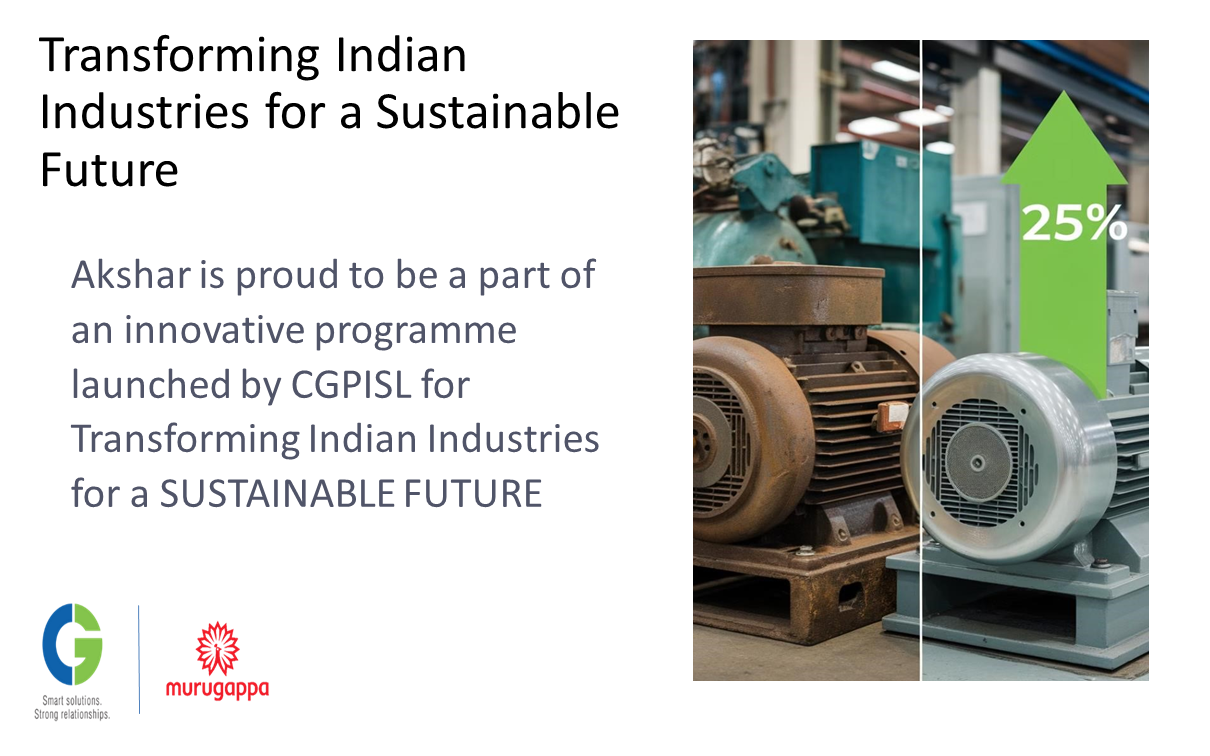 Transforming Indian
Industries for a Sustainable
Future
Akshar is proud to be a part of
an innovative programme
launched by CGPISL for
Transforming Indian Industries
for a SUSTAINABLE FUTURE
25%
Smart solutions.
Strong relationships.
murugappa